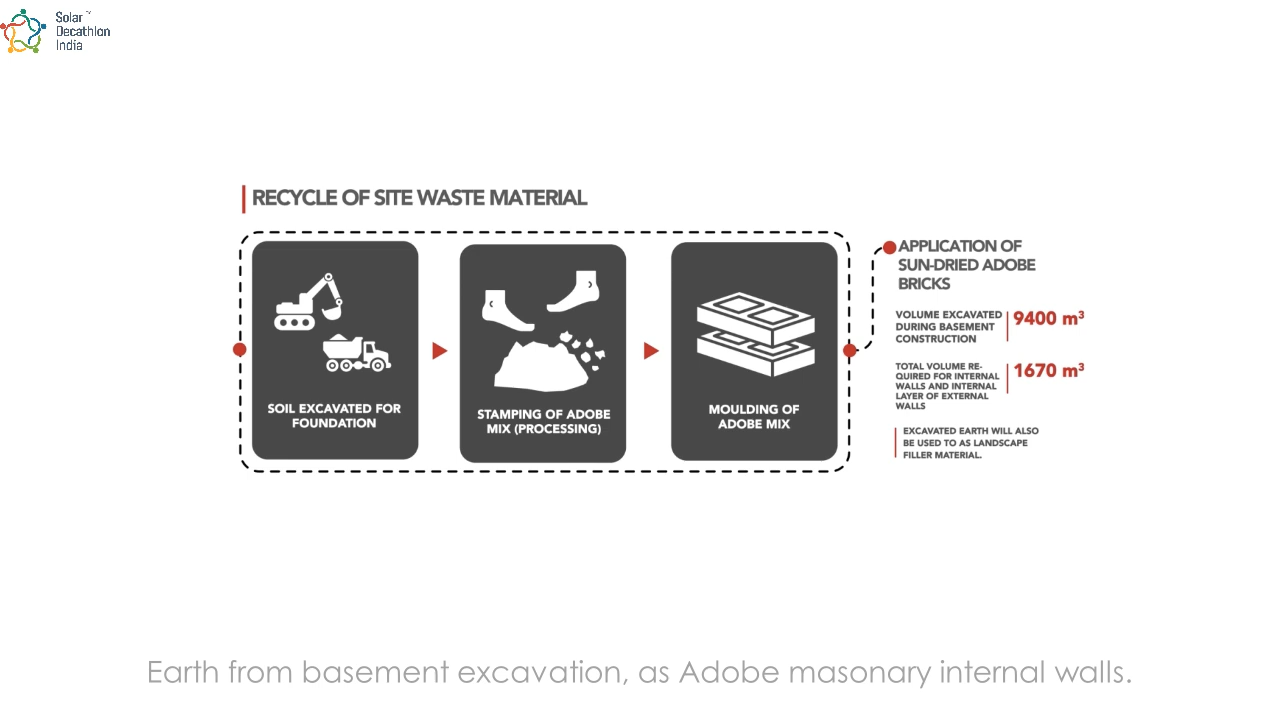 Solar™
Decathlon
India
RECYCLE OF SITE WASTE MATERIAL
SOIL EXCAVATED FOR
FOUNDATION
STAMPING OF ADOBE
MIX (PROCESSING)
MOULDING OF
ADOBE MIX
APPLICATION OF
SUN-DRIED ADOBE
BRICKS
VOLUME EXCAVATED
DURING BASEMENT
CONSTRUCTION
9400 m³
TOTAL VOLUME RE-
QUIRED FOR INTERNAL
WALLS AND INTERNAL
LAYER OF EXTERNAL
WALLS
1670 m³
EXCAVATED EARTH WILL ALSO
BE USED TO AS LANDSCAPE
FILLER MATERIAL.
Earth from basement excavation, as Adobe masonary internal walls.